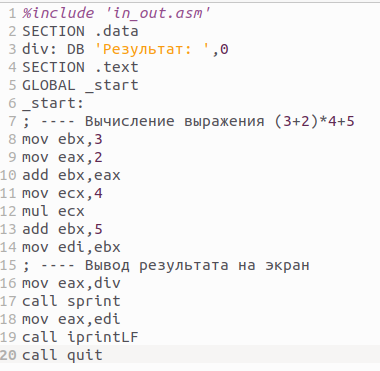 1 %include 'in_out.asm'
2 SECTION .data
3 div: DB 'Результат: ',0
4 SECTION .text
5 GLOBAL _start
6 _start:
7 ; ---- Вычисление выражения (3+2)*4+5
8 mov ebx,3
9 mov eax,2
10 add ebx,eax
11 mov ecx,4
12 mul ecx
13 add ebx,5
14 mov edi,ebx
15 ; ---- Вывод результата на экран
16 mov eax,div
17 call sprint
18 mov eax,edi
19 call iprintLF
20 call quit